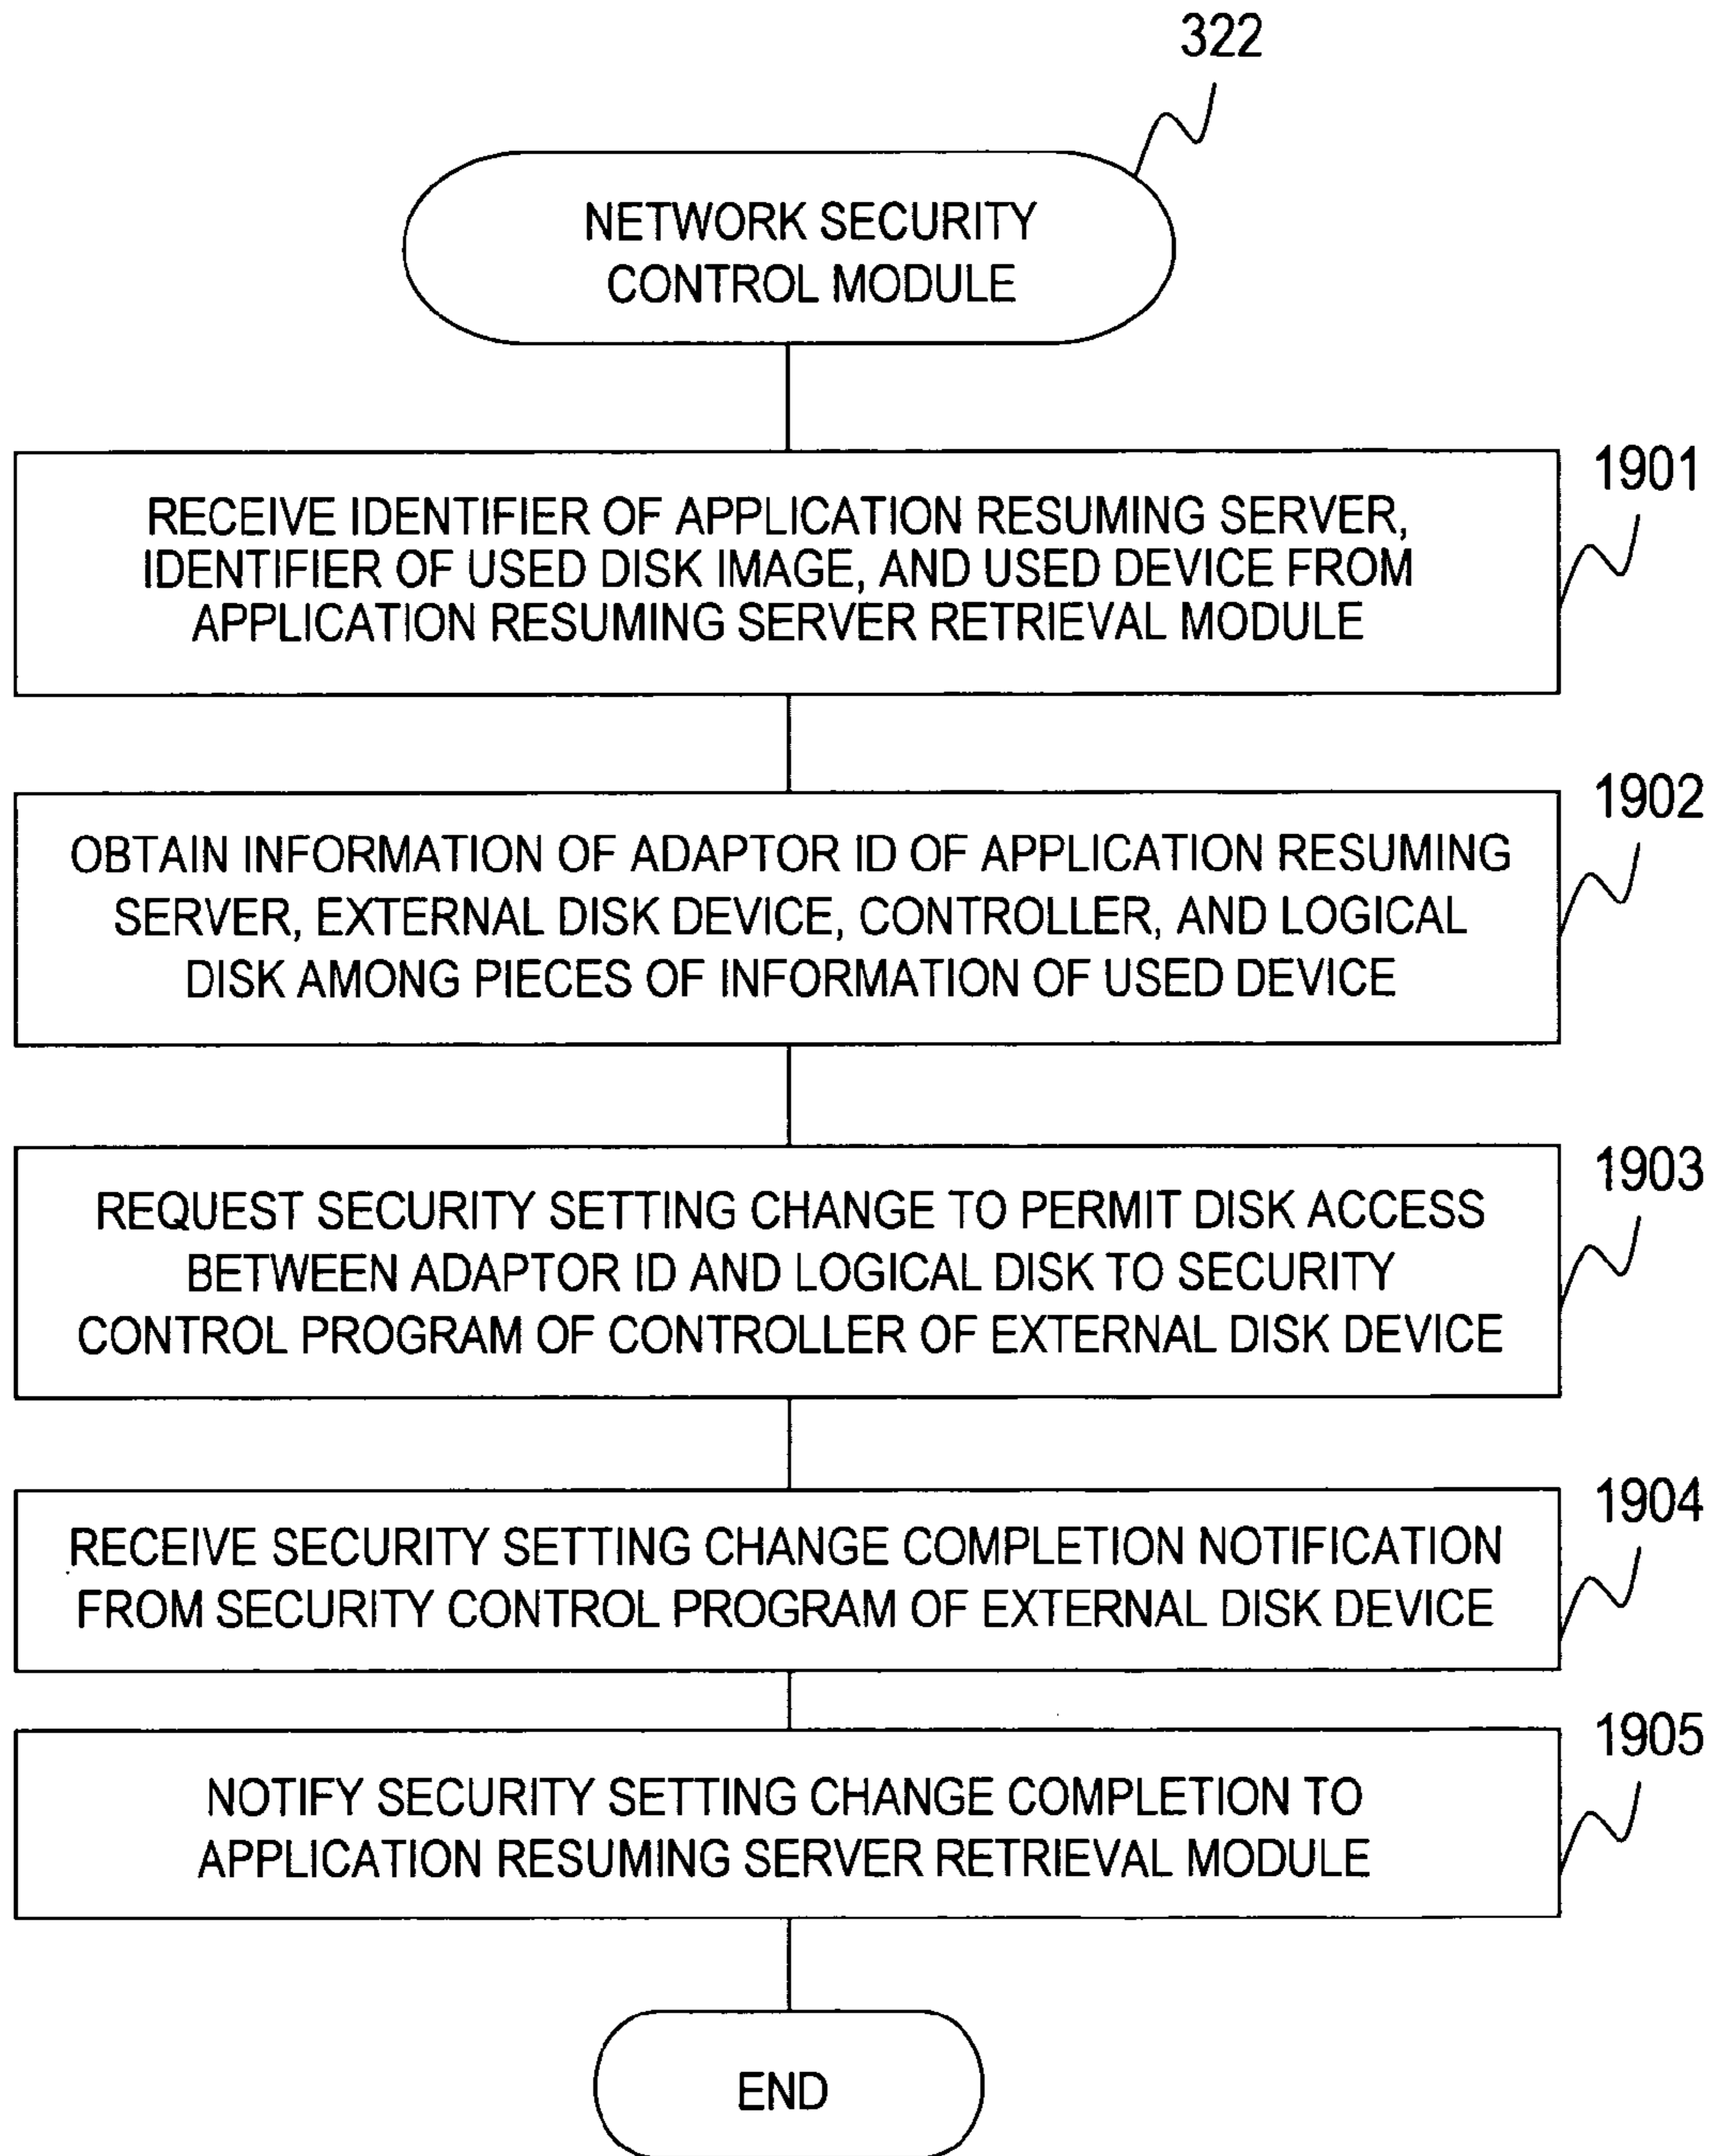 322
NETWORK SECURITY
CONTROL MODULE
1901
RECEIVE IDENTIFIER OF APPLICATION RESUMING SERVER,
IDENTIFIER OF USED DISK IMAGE, AND USED DEVICE FROM
APPLICATION RESUMING SERVER RETRIEVAL MODULE
1902
OBTAIN INFORMATION OF ADAPTOR ID OF APPLICATION RESUMING
SERVER, EXTERNAL DISK DEVICE, CONTROLLER, AND LOGICAL
DISK AMONG PIECES OF INFORMATION OF USED DEVICE
1903
REQUEST SECURITY SETTING CHANGE TO PERMIT DISK ACCESS
BETWEEN ADAPTOR ID AND LOGICAL DISK TO SECURITY
CONTROL PROGRAM OF CONTROLLER OF EXTERNAL DISK DEVICE
1904
RECEIVE SECURITY SETTING CHANGE COMPLETION NOTIFICATION
FROM SECURITY CONTROL PROGRAM OF EXTERNAL DISK DEVICE
1905
NOTIFY SECURITY SETTING CHANGE COMPLETION TO
APPLICATION RESUMING SERVER RETRIEVAL MODULE
END